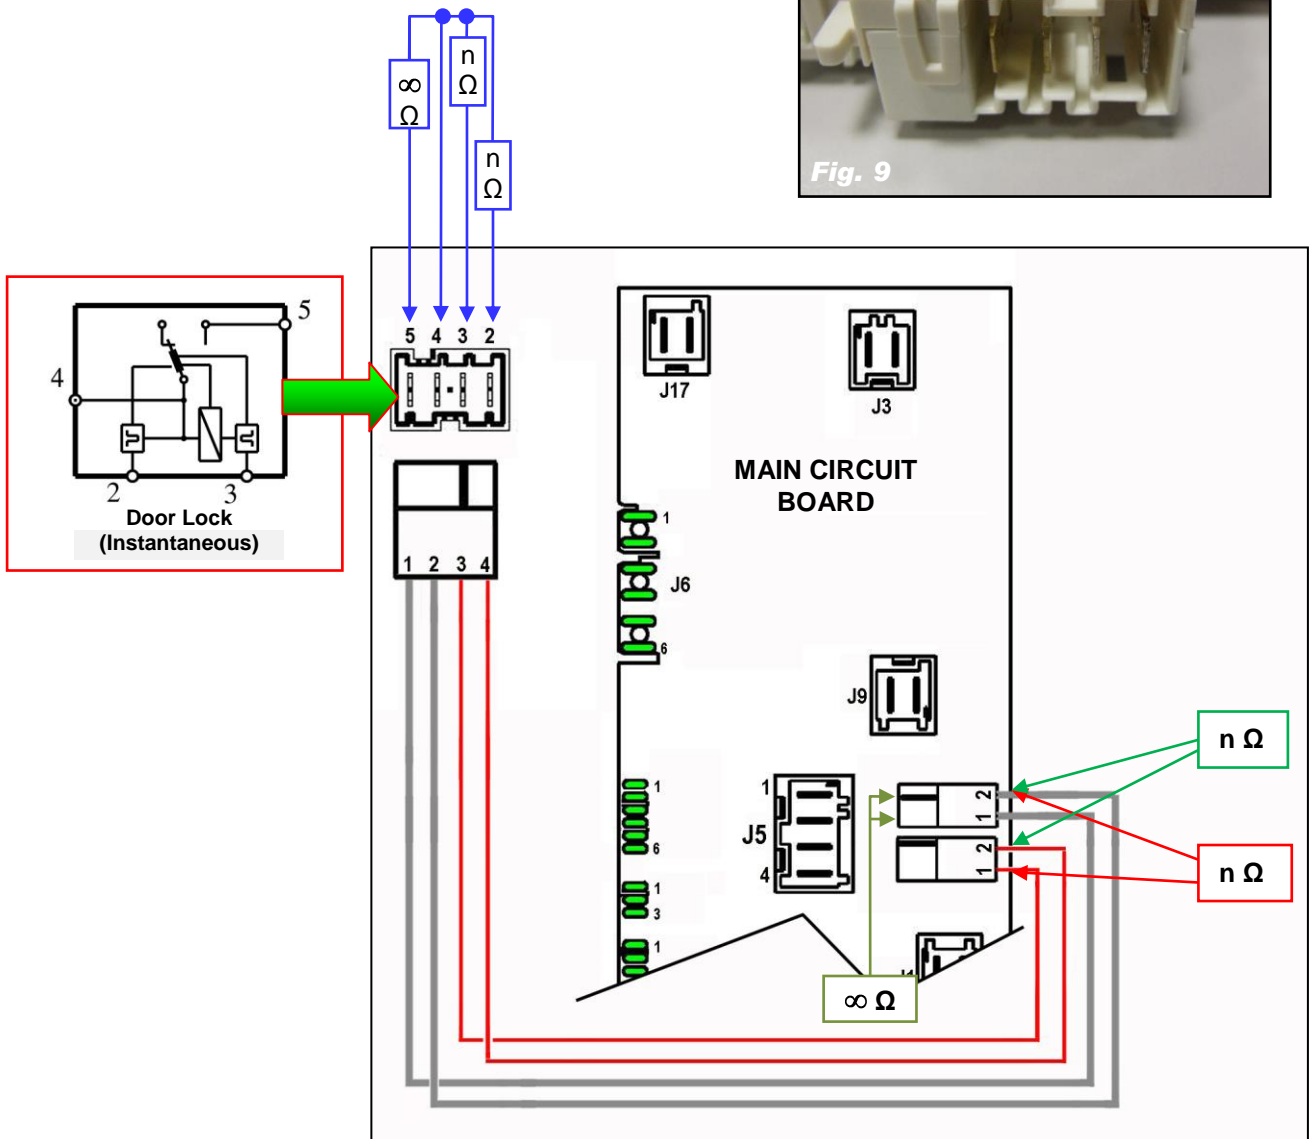 ∞
Ω
n
Ω
n
Ω
Fig. 9
5 4 3 2
5
4
2
3
Door Lock
(Instantaneous)
1 2 3 4
MAIN CIRCUIT
BOARD
J17
J3
1
J6
6
J9
1
J5
4
2
1
2
1
n Ω
n Ω
1
6
1
3
1
∞ Ω